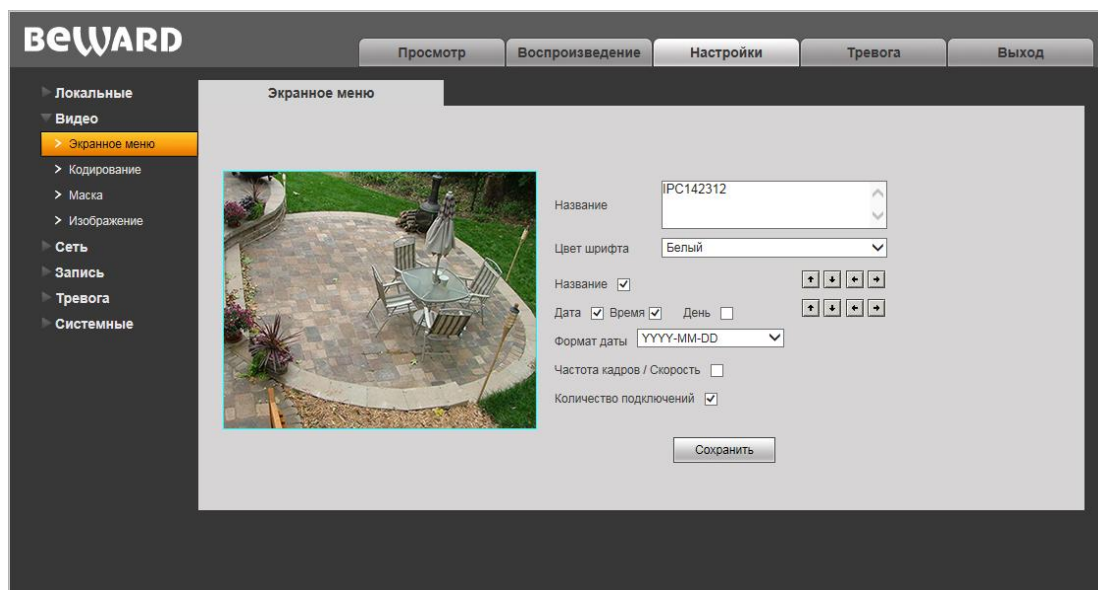 BEWARD
Просмотр Воспроизведение Настройки Тревога Выход
Локальные
Видео
Экранное меню
Кодирование
Маска
Изображение
Сеть
Запись
Тревога
Системные
Экранное меню
Название IPC142312
Цвет шрифта Белый
Название
Дата Время День
Формат даты YYYY-MM-DD
Частота кадров / Скорость
Количество подключений
Сохранить